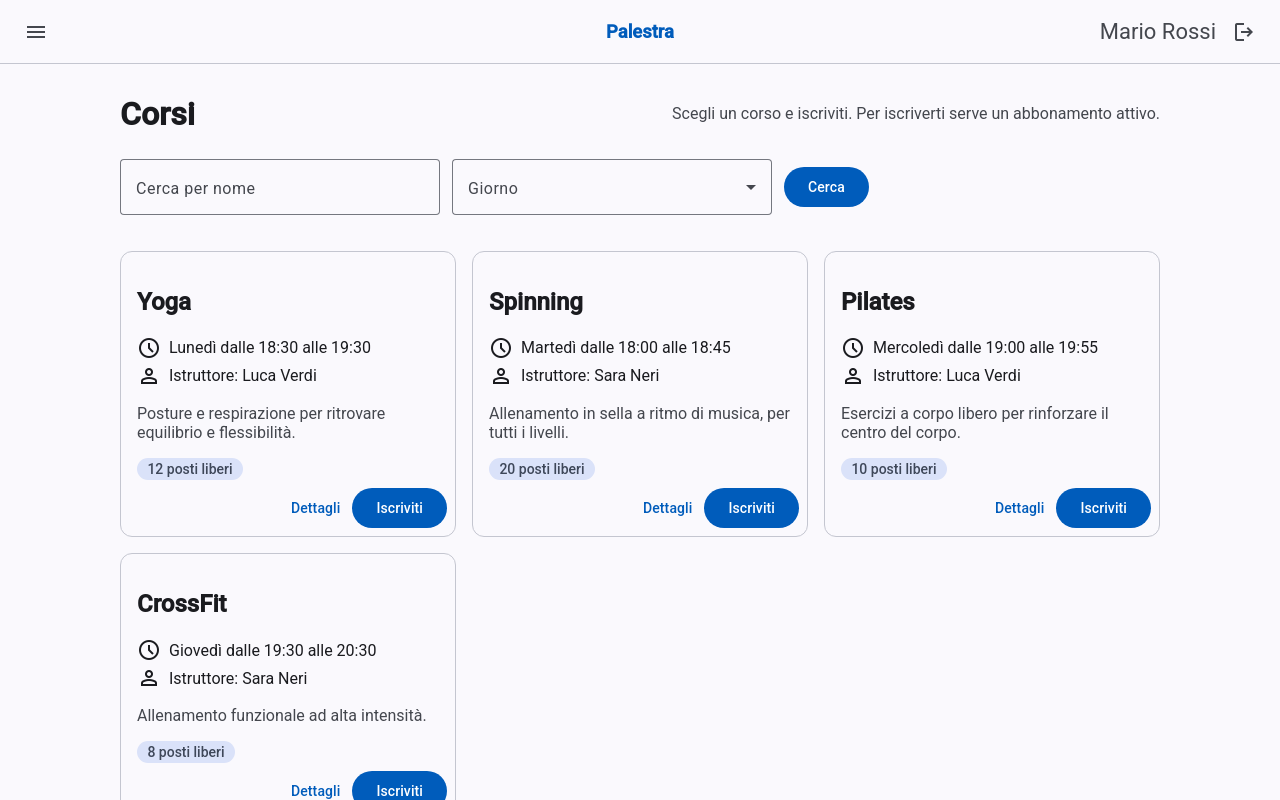 Palestra
Mario Rossi
Corsi
Scegli un corso e iscriviti. Per iscriverti serve un abbonamento attivo.
Cerca per nome
Giorno
Cerca
Yoga
Lunedì dalle 18:30 alle 19:30
Istruttore: Luca Verdi
Posture e respirazione per ritrovare
equilibrio e flessibilità.
12 posti liberi
Dettagli
Iscriviti
Spinning
Martedì dalle 18:00 alle 18:45
Istruttore: Sara Neri
Allenamento in sella a ritmo di musica, per
tutti i livelli.
20 posti liberi
Dettagli
Iscriviti
Pilates
Mercoledì dalle 19:00 alle 19:55
Istruttore: Luca Verdi
Esercizi a corpo libero per rinforzare il
centro del corpo.
10 posti liberi
Dettagli
Iscriviti
CrossFit
Giovedì dalle 19:30 alle 20:30
Istruttore: Sara Neri
Allenamento funzionale ad alta intensità.
8 posti liberi
Dettagli
Iscriviti